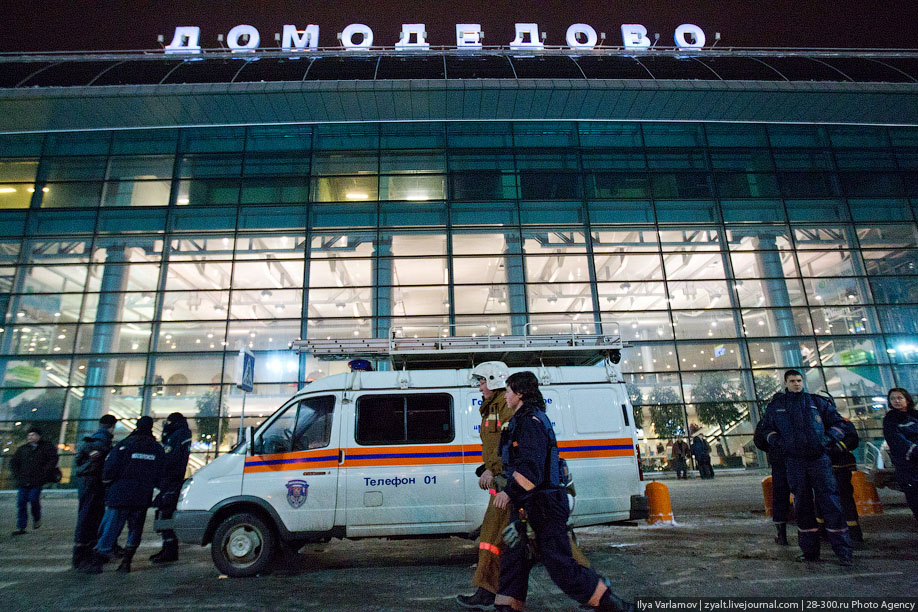 ДОМОДЕДОВО
Телефон 01
Ilya Varlamov | zyalt.livejournal.com | 28-300.ru Photo Agency